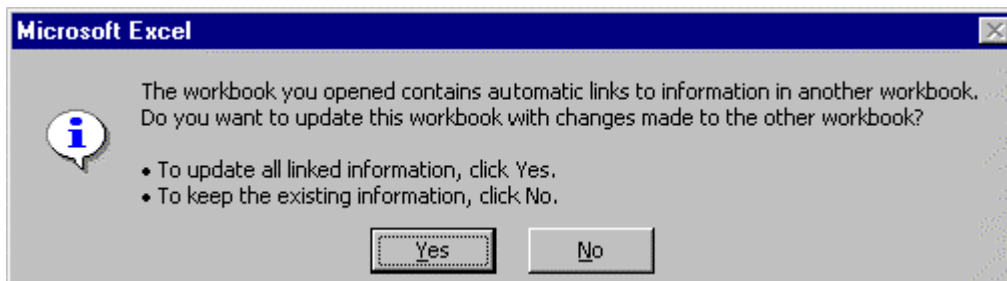 Microsoft Excel
The workbook you opened contains automatic links to information in another workbook.
Do you want to update this workbook with changes made to the other workbook?
• To update all linked information, click Yes.
• To keep the existing information, click No.
Yes
No